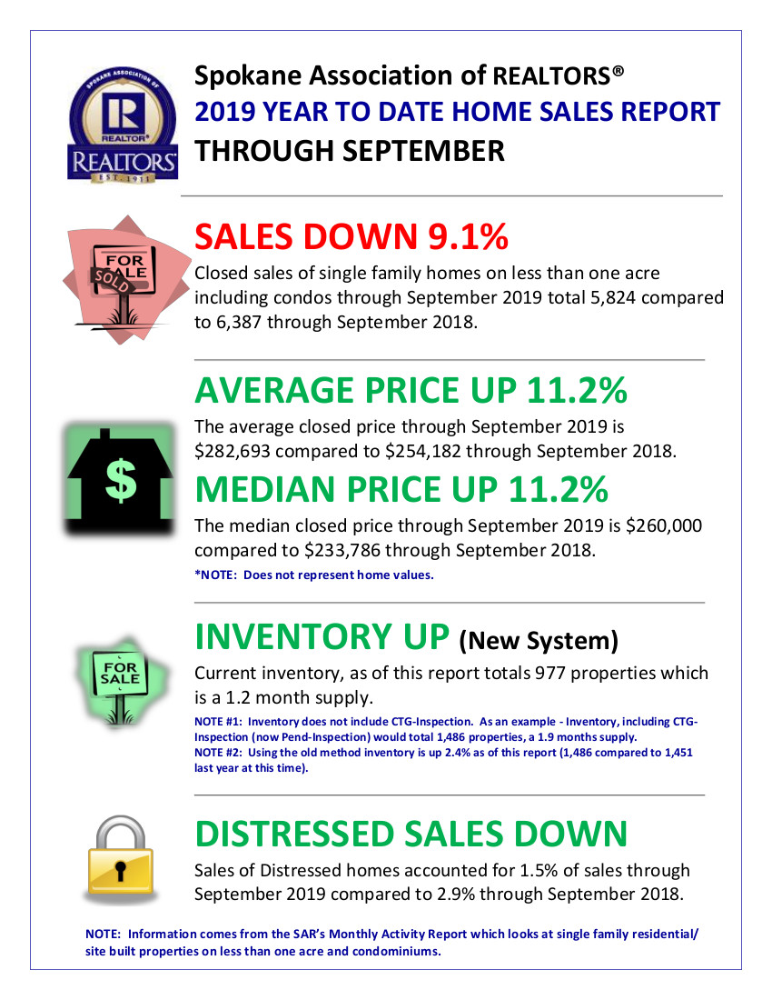 Spokane Association of REALTORS®
2019 YEAR TO DATE HOME SALES REPORT
THROUGH SEPTEMBER
SPOKANE ASSOCIATION OF
R
REALTOR®
REALTORS®
EST. 1911
SALES DOWN 9.1%
FOR
SALE
SOLD
Closed sales of single family homes on less than one acre
including condos through September 2019 total 5,824 compared
to 6,387 through September 2018.
AVERAGE PRICE UP 11.2%
The average closed price through September 2019 is
$282,693 compared to $254,182 through September 2018.
$
MEDIAN PRICE UP 11.2%
The median closed price through September 2019 is $260,000
compared to $233,786 through September 2018.
*NOTE:  Does not represent home values.
INVENTORY UP (New System)
FOR
SALE
Current inventory, as of this report totals 977 properties which
is a 1.2 month supply.
NOTE #1:  Inventory does not include CTG-Inspection.  As an example - Inventory, including CTG-
Inspection (now Pend-Inspection) would total 1,486 properties, a 1.9 months supply.
NOTE #2:  Using the old method inventory is up 2.4% as of this report (1,486 compared to 1,451
last year at this time).
DISTRESSED SALES DOWN
Sales of Distressed homes accounted for 1.5% of sales through
September 2019 compared to 2.9% through September 2018.
NOTE:  Information comes from the SAR’s Monthly Activity Report which looks at single family residential/
site built properties on less than one acre and condominiums.